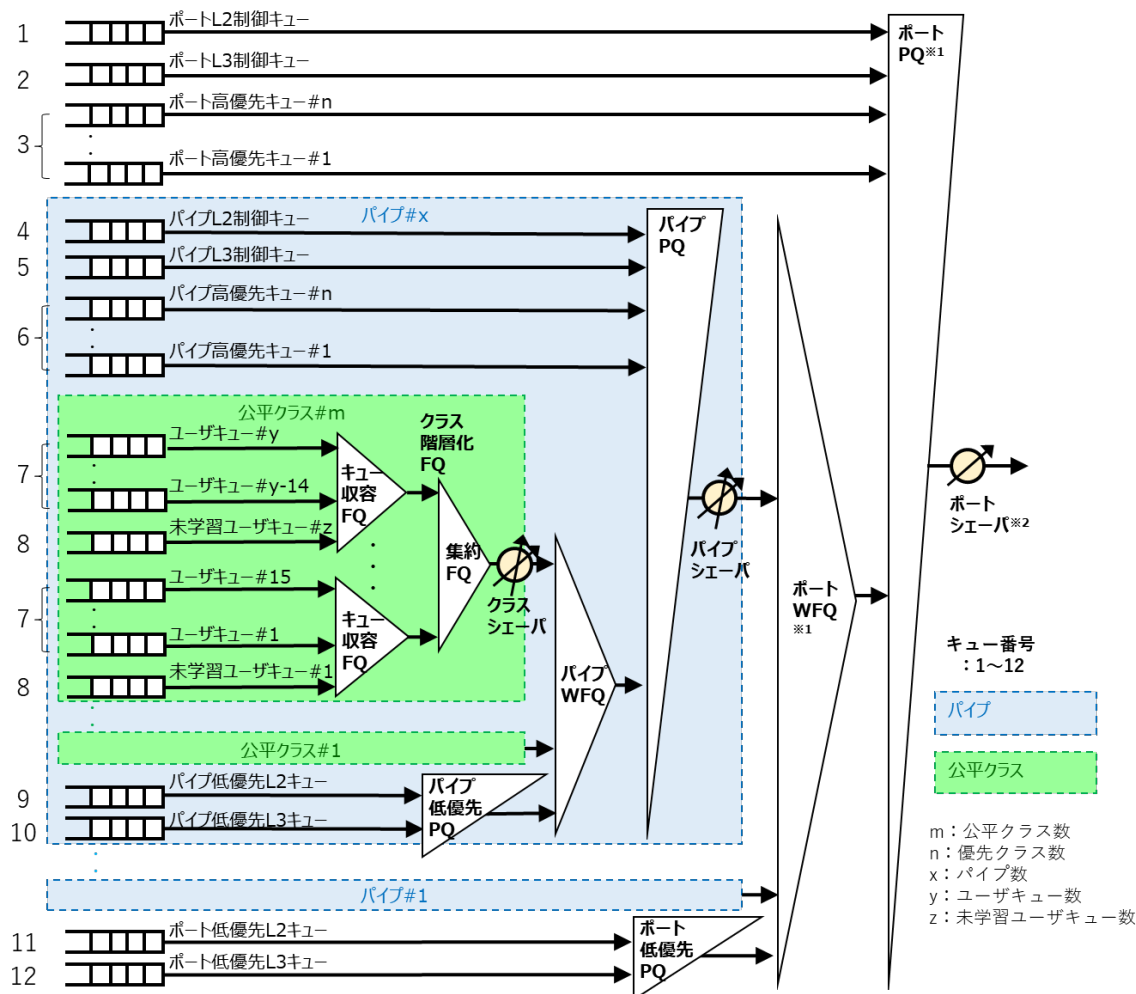 1
ポートL2制御キュー
2
ポートL3制御キュー
3
ポート高優先キュー#n
ポート高優先キュー#1
ポート
PQ※1
パイプ#x
4
パイプL2制御キュー
5
パイプL3制御キュー
6
パイプ高優先キュー#n
パイプ高優先キュー#1
パイプ
PQ
公平クラス#m
7
ユーザキュー#y
ユーザキュー#y-14
8
未学習ユーザキュー#z
キュー
収容
FQ
クラス
階層化
FQ
7
ユーザキュー#15
ユーザキュー#1
8
未学習ユーザキュー#1
キュー
収容
FQ
集約
FQ
クラス
シェーパ
公平クラス#1
9
パイプ低優先L2キュー
10
パイプ低優先L3キュー
パイプ
低優先
PQ
パイプ
WFQ
パイプ
シェーパ
パイプ#1
11
ポート低優先L2キュー
12
ポート低優先L3キュー
ポート
低優先
PQ
ポート
WFQ
※1
ポート
シェーパ※2
キュー番号
：1～12
パイプ
公平クラス
m：公平クラス数
n：優先クラス数
x：パイプ数
y：ユーザキュー数
z：未学習ユーザキュー数